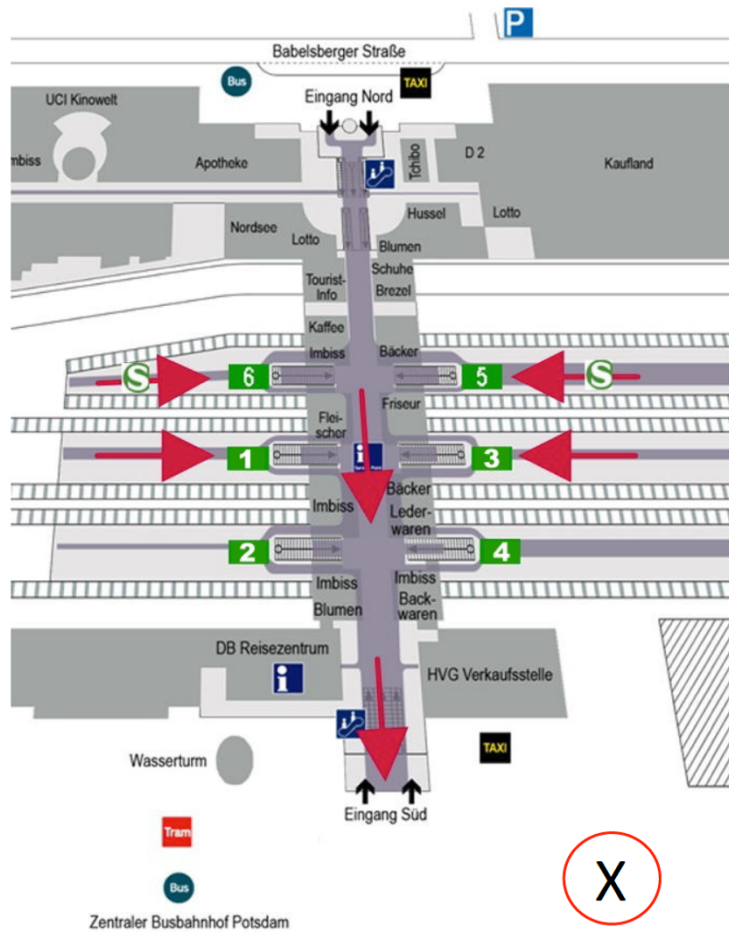 P
Babelsberger Straße
Bus
TAXI
Eingang Nord
UCI Kinowelt
mbiss
Apotheke
Tchibo
D 2
Kaufland
Nordsee
Lotto
Hussel
Lotto
Blumen
Tourist-
Info
Schuhe
Brezel
Kaffee
Imbiss
Bäcker
S
6
5
S
Flei-
scher
Friseur
1
i
3
Imbiss
Bäcker
Leder-
waren
2
4
Imbiss
Blumen
Imbiss
Back-
waren
DB Reisezentrum
i
HVG Verkaufsstelle
TAXI
Wasserturm
Eingang Süd
Tram
X
Bus
Zentraler Busbahnhof Potsdam